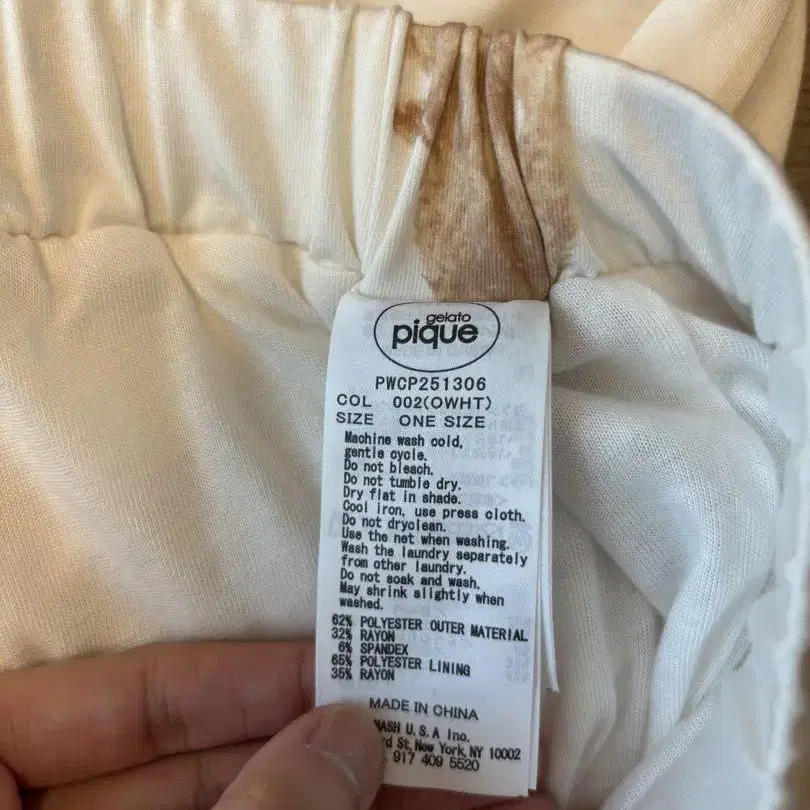 gelato
pique
PWCP251306
COL 002(OWHT)
SIZE ONE SIZE
Machine wash cold,
gentle cycle.
Do not bleach.
Do not tumble dry.
Dry flat in shade.
Cool iron, use press cloth.
Do not dryclean.
Use the net when washing.
Wash the laundry separately
from other laundry.
Do not soak and wash.
May shrink slightly when
washed.
62% POLYESTER OUTER MATERIAL
32% RAYON
6% SPANDEX
65% POLYESTER LINING
35% RAYON
MADE IN CHINA
U.S.A Inc.
rd St, New York, NY 10002
917 409 5520